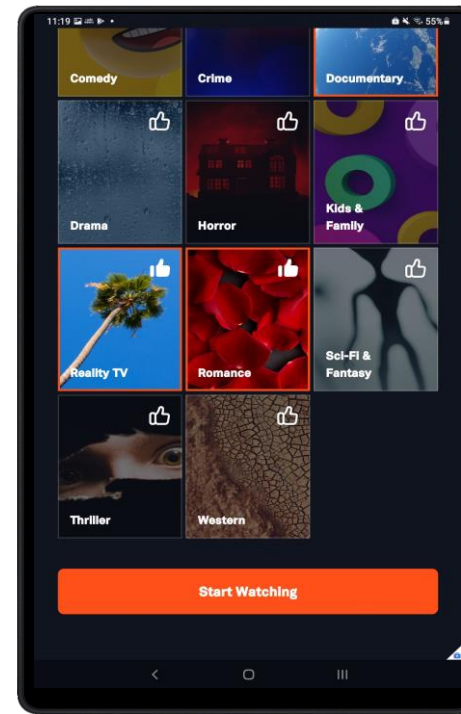 11:19
55%
Comedy
Crime
Documentary
Drama
Horror
Kids &
Family
Reality TV
Romance
Sci-Fi &
Fantasy
Thriller
Western
Start Watching